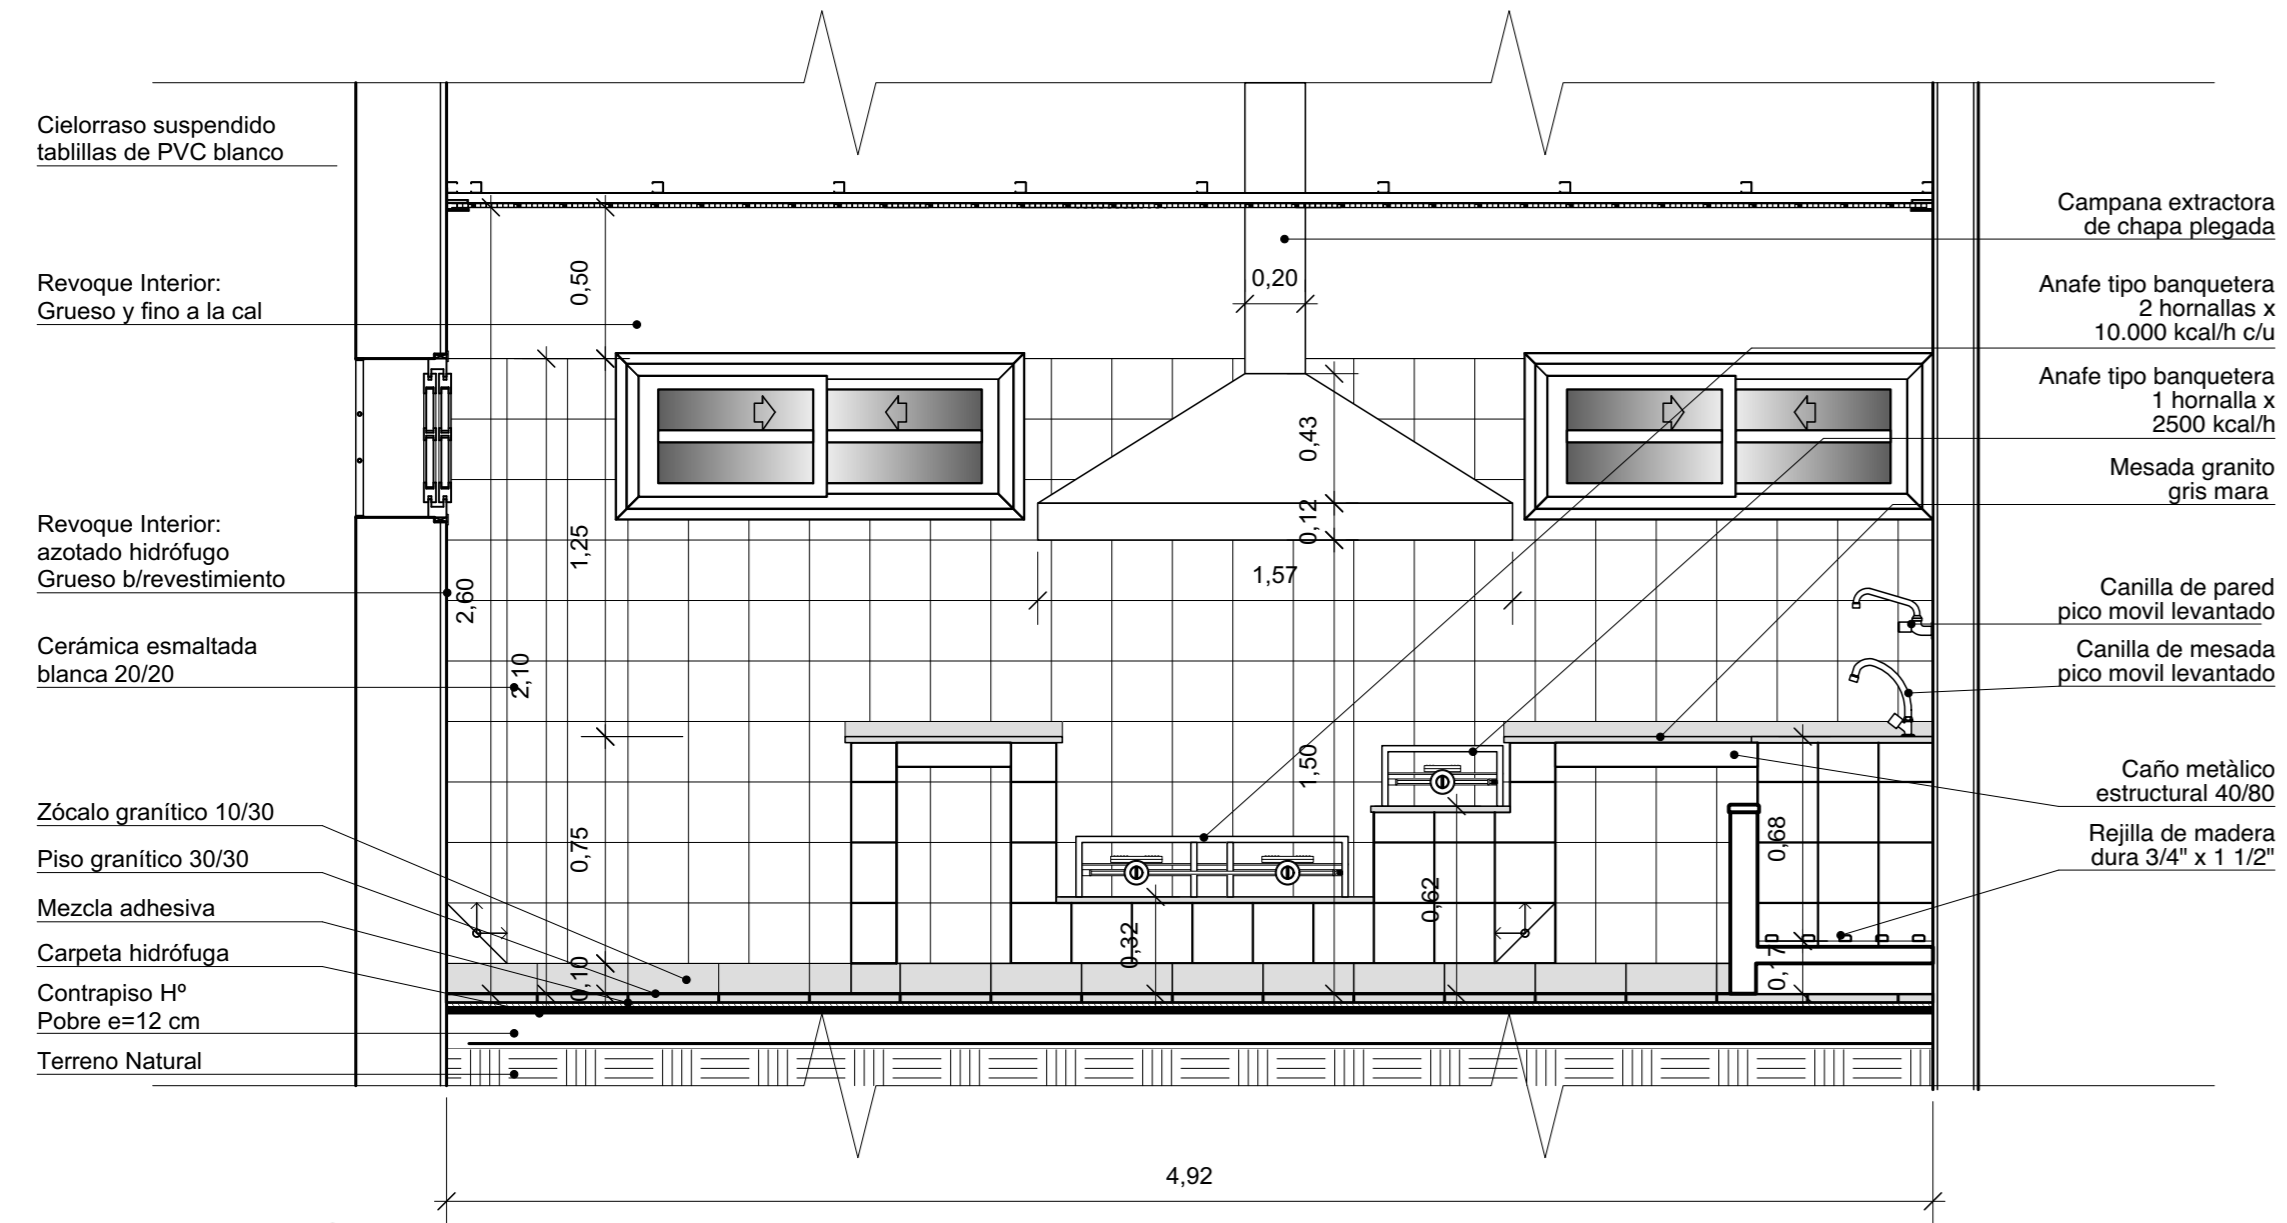 Cielorraso suspendido
tablillas de PVC blanco
Revoque Interior:
Grueso y fino a la cal
Revoque Interior:
azotado hidrófugo
Grueso b/revestimiento
Cerámica esmaltada
blanca 20/20
Zócalo granítico 10/30
Piso granítico 30/30
Mezcla adhesiva
Carpeta hidrófuga
Contrapiso Hº
Pobre e=12 cm
Terreno Natural
0,50
1,25
2,60
2,10
0,75
0,10
0,20
0,43
0,12
1,57
1,50
0,32
0,62
0,68
0,17
4,92
Campana extractora
de chapa plegada
Anafe tipo banquetera
2 hornallas x
10.000 kcal/h c/u
Anafe tipo banquetera
1 hornalla x
2500 kcal/h
Mesada granito
gris mara
Canilla de pared
pico movil levantado
Canilla de mesada
pico movil levantado
Caño metàlico
estructural 40/80
Rejilla de madera
dura 3/4" x 1 1/2"